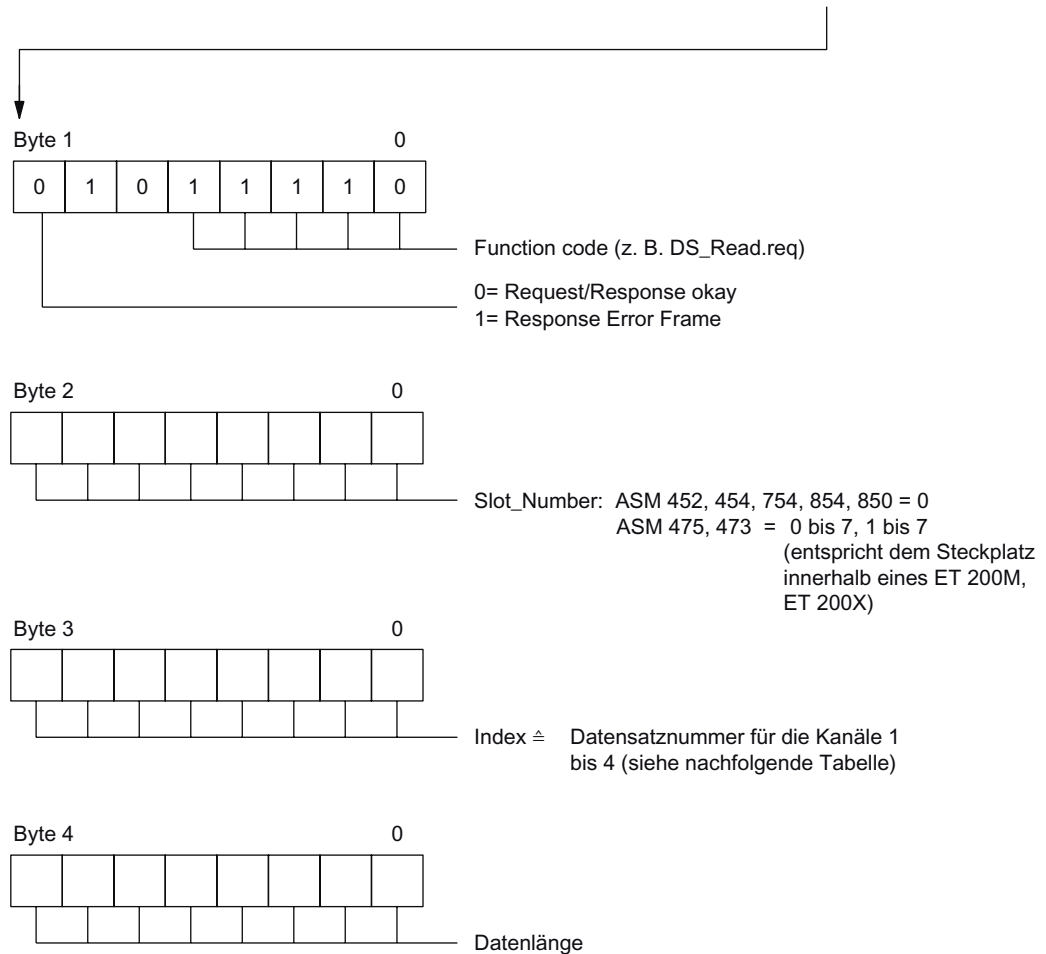 Byte 1 0
0 1 0 1 1 1 1 0
Function code (z. B. DS_Read.req)
0= Request/Response okay
1= Response Error Frame
Byte 2 0
Slot_Number: ASM 452, 454, 754, 854, 850 = 0
ASM 475, 473 = 0 bis 7, 1 bis 7
(entspricht dem Steckplatz
innerhalb eines ET 200M,
ET 200X)
Byte 3 0
Index ≙ Datensatznummer für die Kanäle 1
bis 4 (siehe nachfolgende Tabelle)
Byte 4 0
Datenlänge